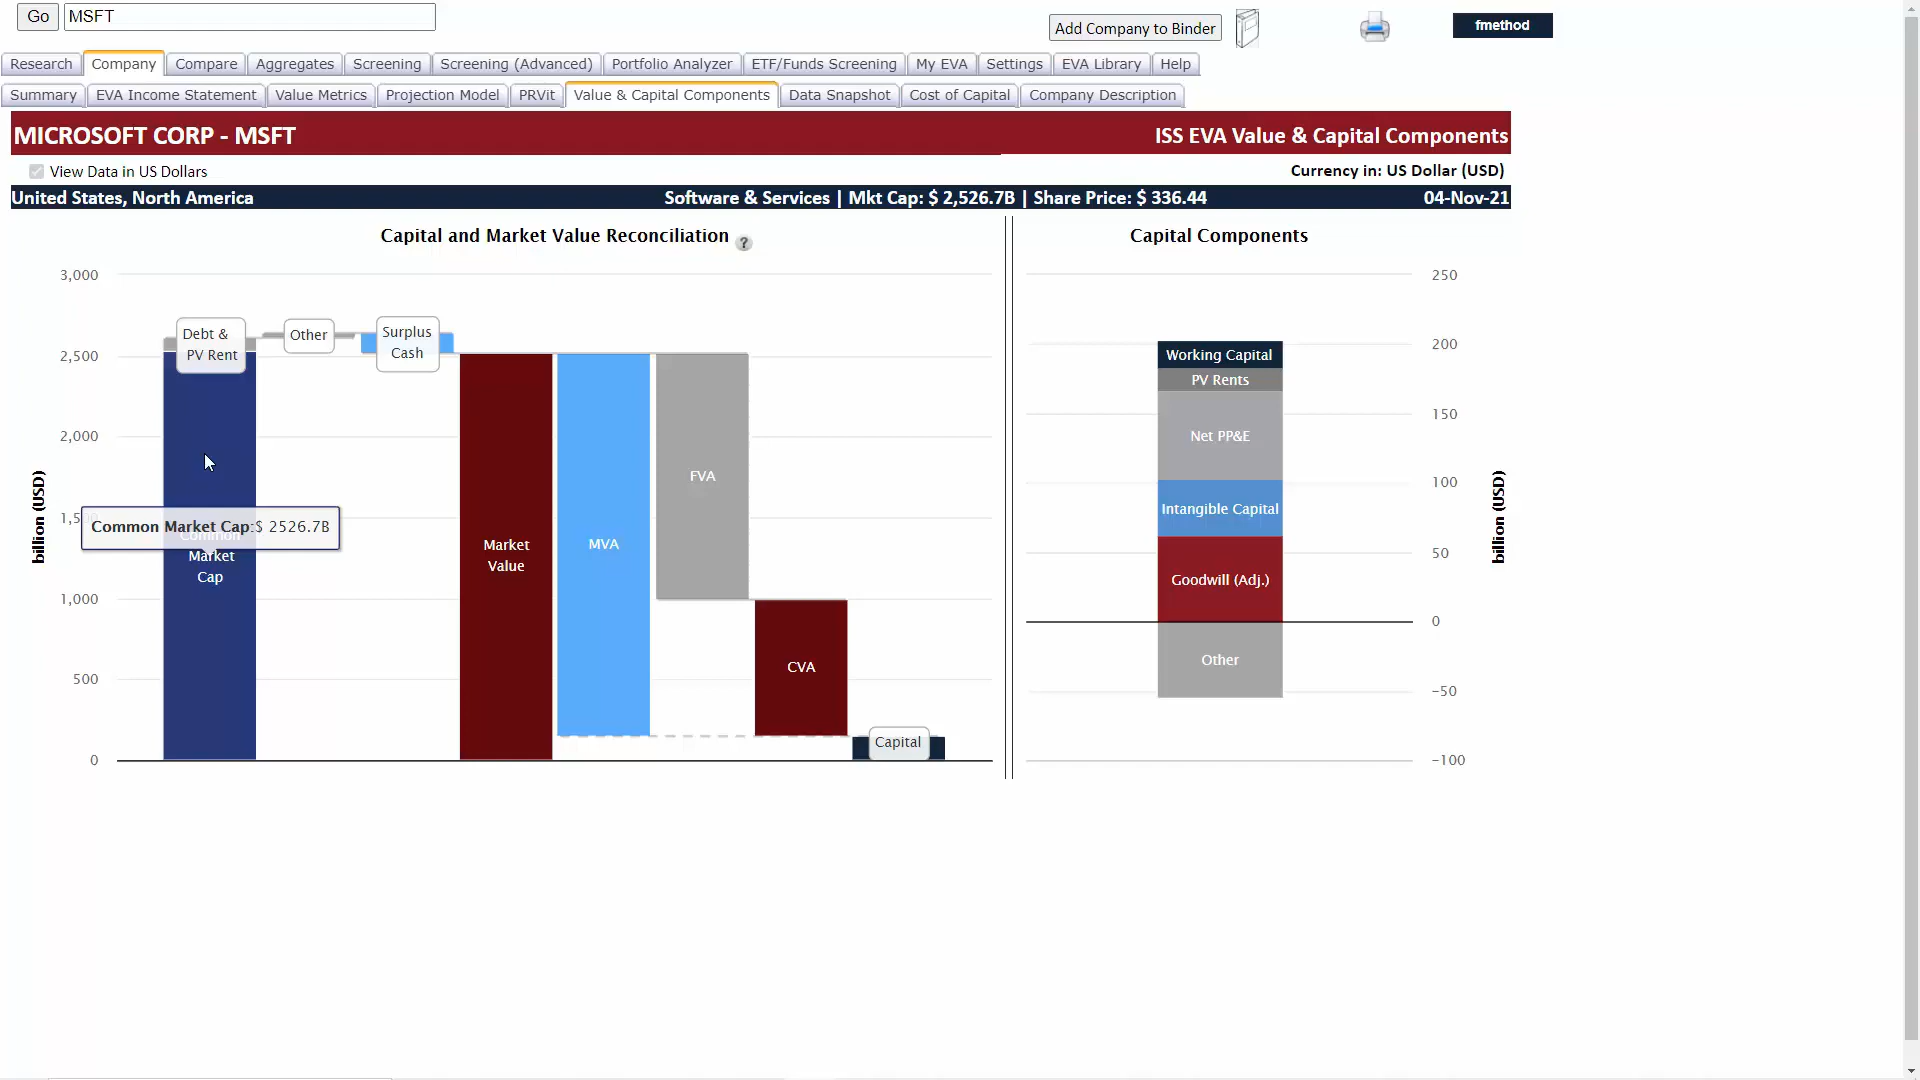 Go MSFT
Add Company to Binder
fmethod
Research Company Compare Aggregates Screening Screening (Advanced) Portfolio Analyzer ETF/Funds Screening My EVA Settings EVA Library Help
Summary EVA Income Statement Value Metrics Projection Model PRVit Value & Capital Components Data Snapshot Cost of Capital Company Description
MICROSOFT CORP - MSFT ISS EVA Value & Capital Components
View Data in US Dollars Currency in: US Dollar (USD)
United States, North America Software & Services | Mkt Cap: $ 2,526.7B | Share Price: $ 336.44 04-Nov-21
Capital and Market Value Reconciliation ?
billion (USD)
3,000
2,500
2,000
1,5
1,000
500
0
Debt &
PV Rent
Other
Surplus
Cash
Common Market Cap:$ 2526.7B
Common
Market
Cap
Market
Value
MVA
FVA
CVA
Capital
Capital Components
Working Capital
PV Rents
Net PP&E
Intangible Capital
Goodwill (Adj.)
Other
250
200
150
100
50
0
−50
−100
billion (USD)